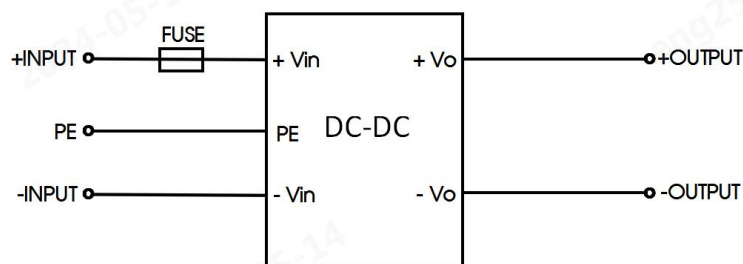 FUSE
+INPUT
+ Vin
+ Vo
+OUTPUT
PE
PE
DC-DC
-INPUT
- Vin
- Vo
-OUTPUT